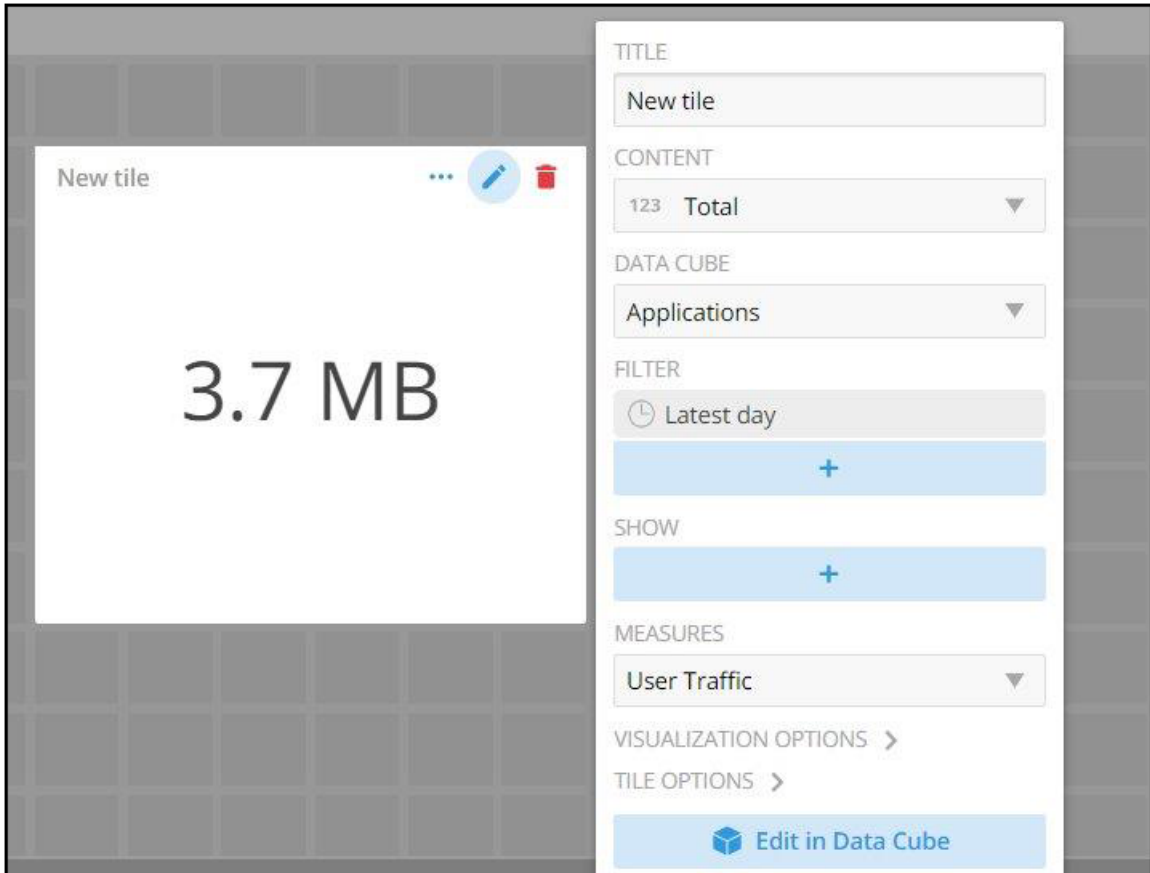 New tile
3.7 MB
TITLE
New tile
CONTENT
123 Total
DATA CUBE
Applications
FILTER
Latest day
+
SHOW
+
MEASURES
User Traffic
VISUALIZATION OPTIONS
TILE OPTIONS
Edit in Data Cube